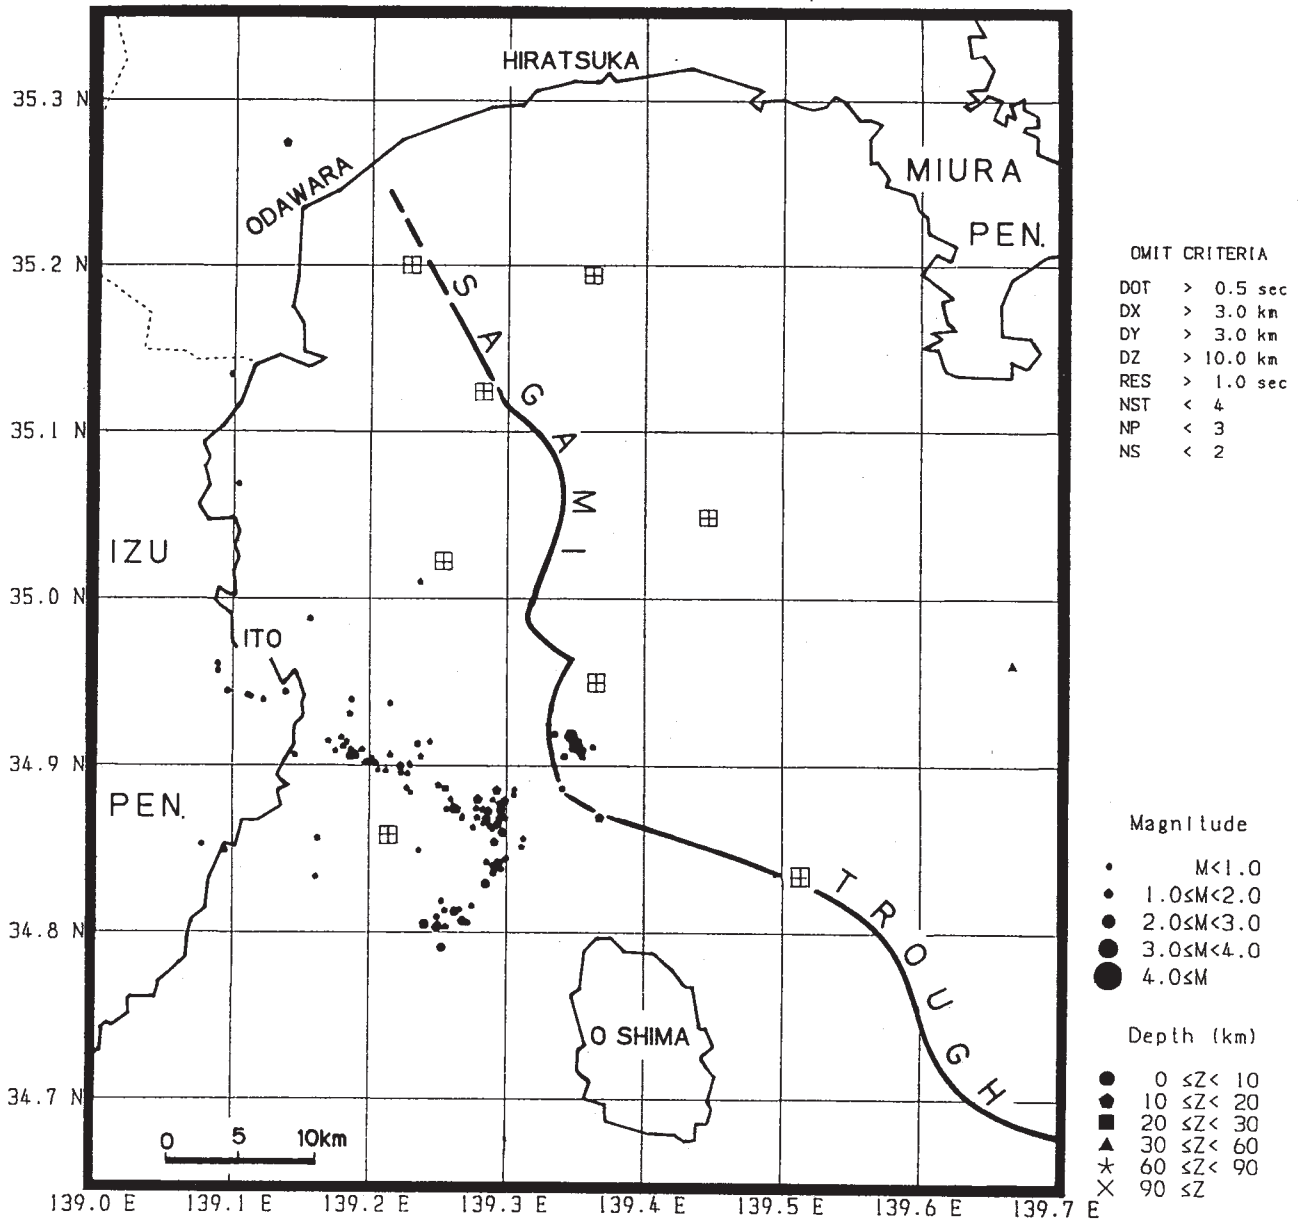 HIRATSUKA
35.3 N
ODAWARA
MIURA
PEN.
35.2 N
SAGAMI
35.1 N
IZU
35.0 N
ITO
34.9 N
PEN.
TROUGH
34.8 N
O SHIMA
34.7 N
0 5 10km
139.0 E 139.1 E 139.2 E 139.3 E 139.4 E 139.5 E 139.6 E 139.7 E
OMIT CRITERIA
DOT > 0.5 sec
DX > 3.0 km
DY > 3.0 km
DZ > 10.0 km
RES > 1.0 sec
NST < 4
NP < 3
NS < 2
Magnitude
M<1.0
1.0≤M<2.0
2.0≤M<3.0
3.0≤M<4.0
4.0≤M
Depth (km)
0 ≤Z< 10
10 ≤Z< 20
20 ≤Z< 30
30 ≤Z< 60
60 ≤Z< 90
90 ≤Z